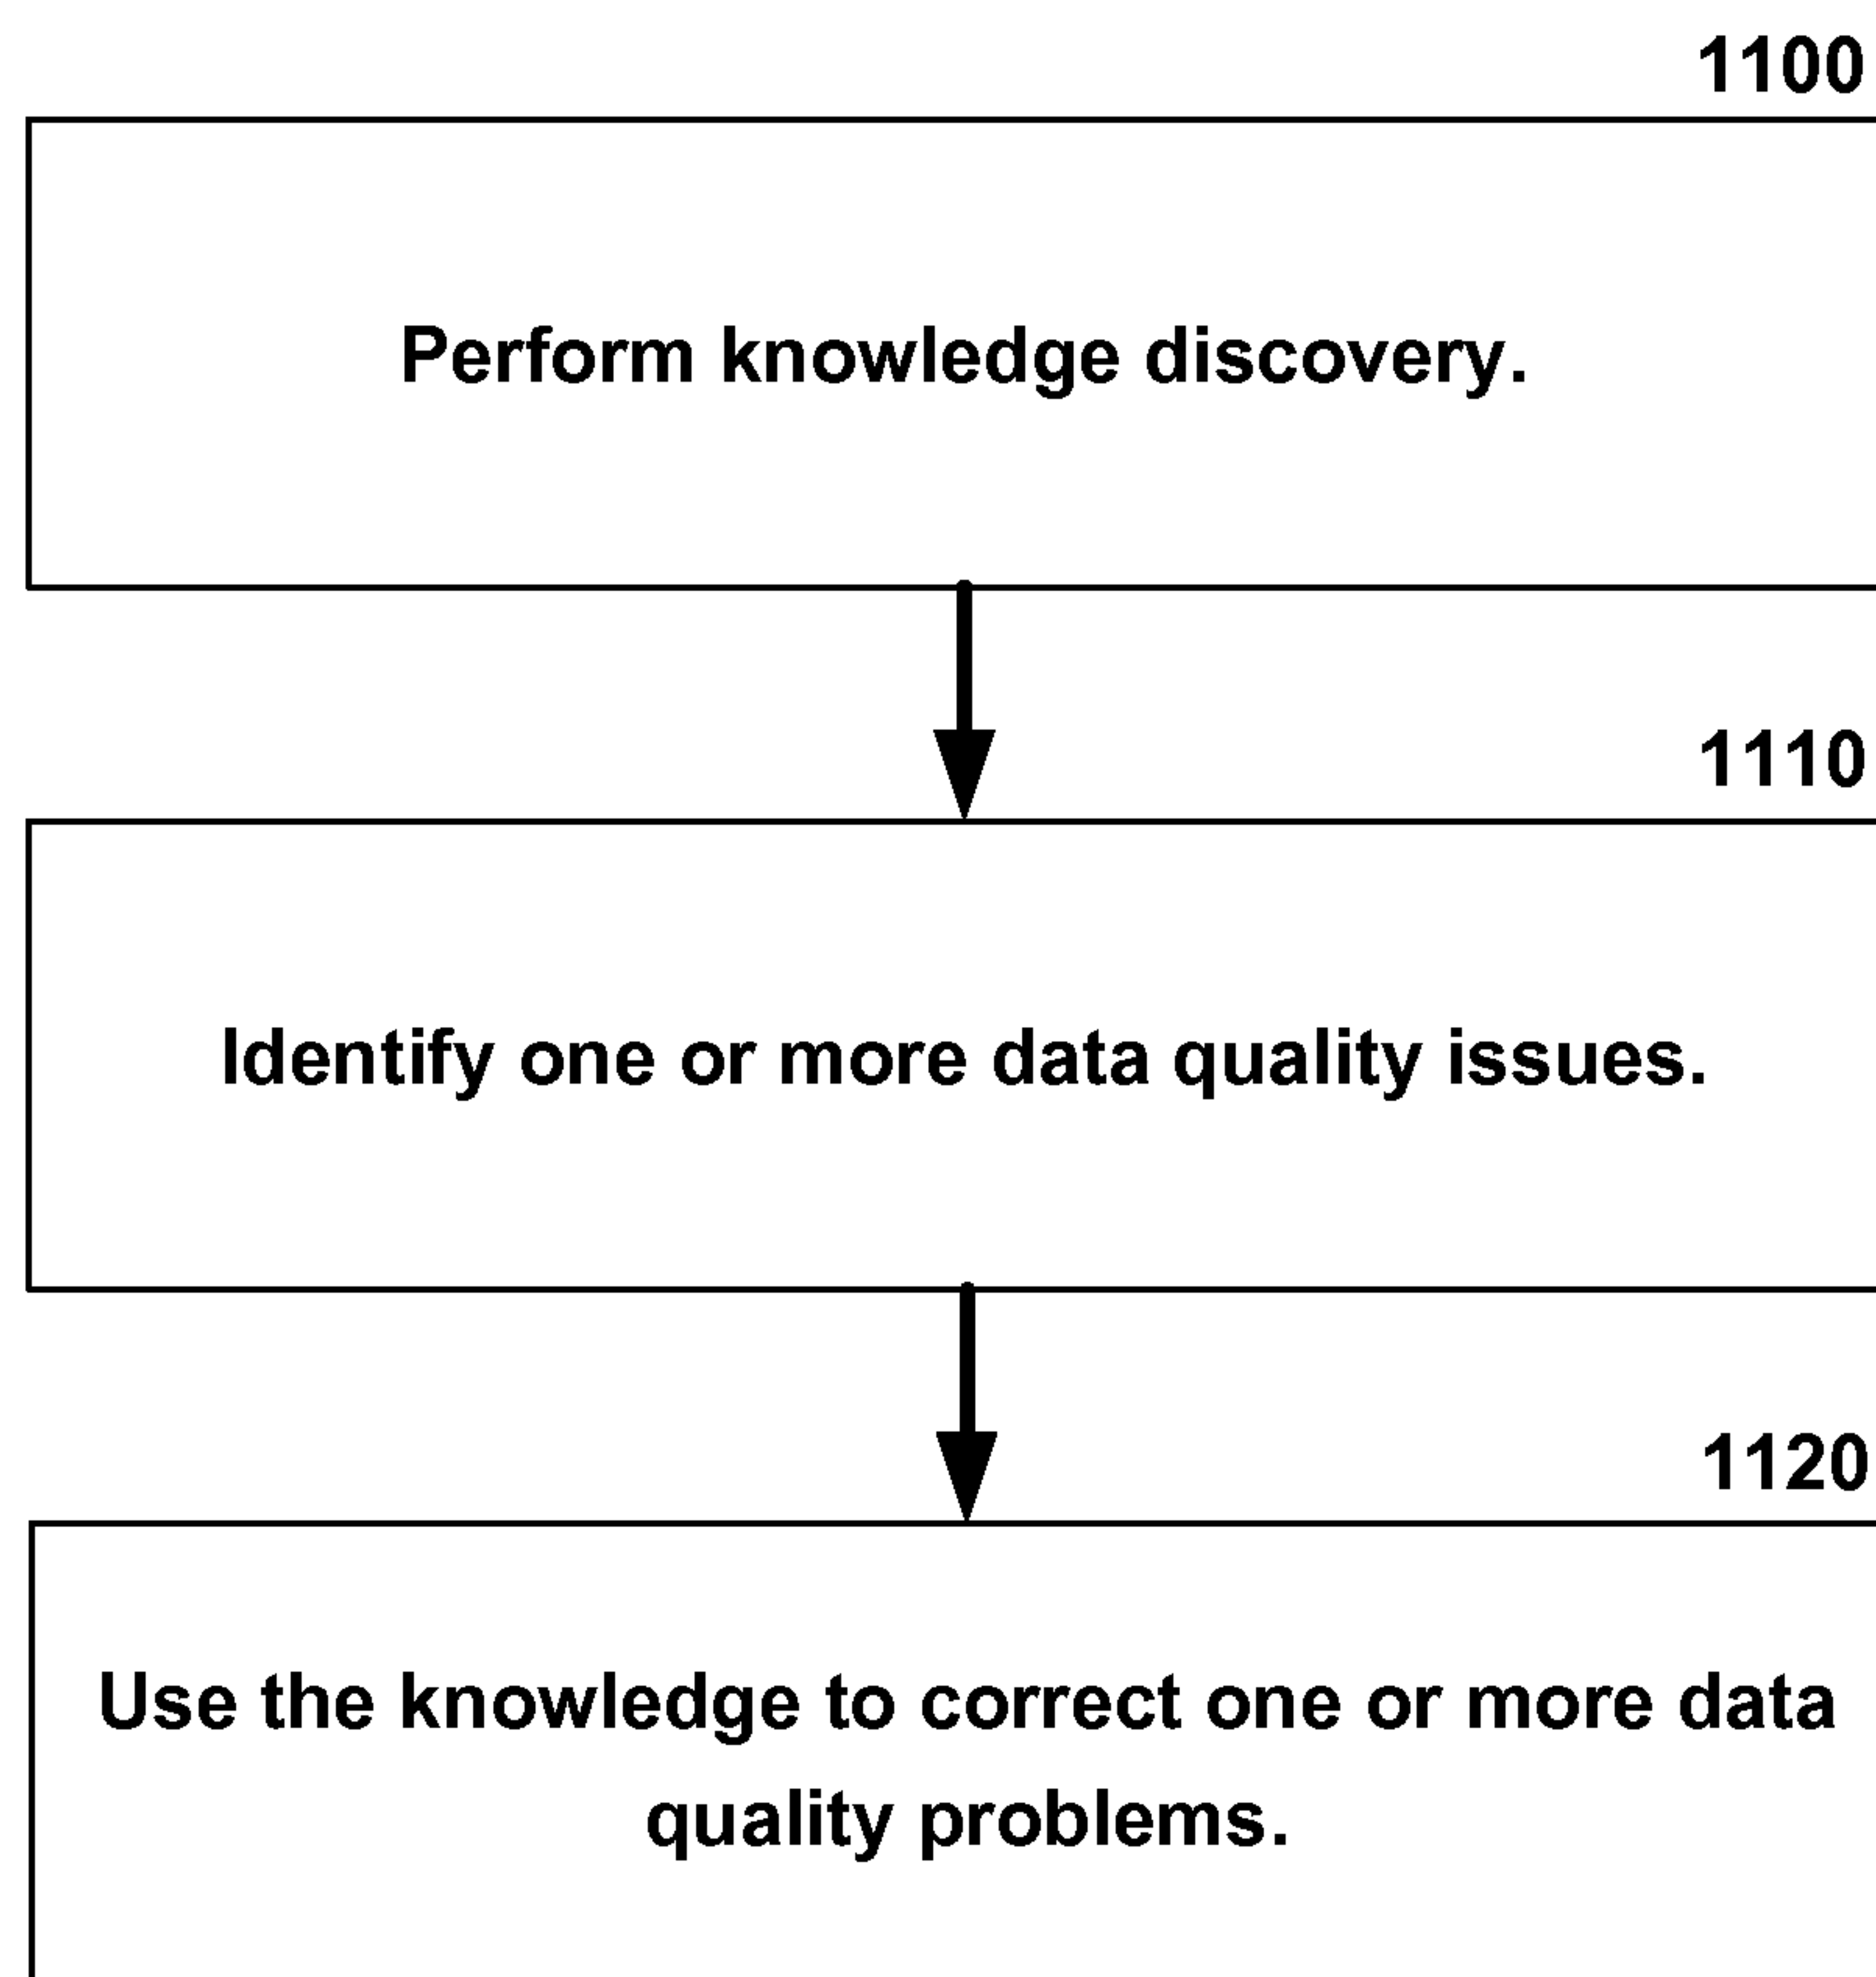 1100
Perform knowledge discovery.
1110
Identify one or more data quality issues.
1120
Use the knowledge to correct one or more data
quality problems.